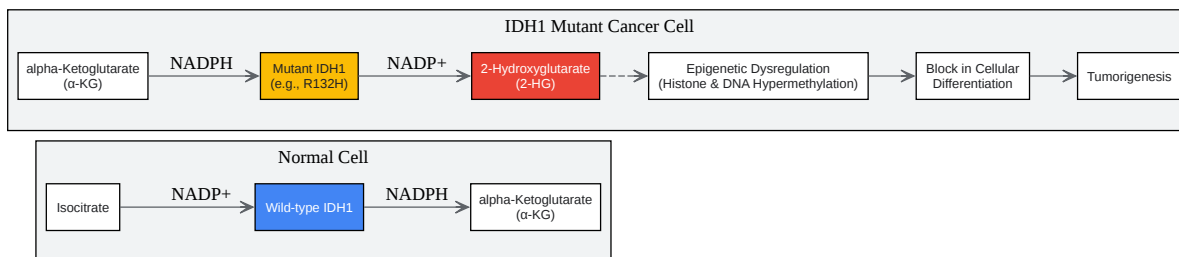 IDH1 Mutant Cancer Cell
alpha-Ketoglutarate
(α-KG)
NADPH
Mutant IDH1
(e.g., R132H)
NADP+
2-Hydroxyglutarate
(2-HG)
Epigenetic Dysregulation
(Histone & DNA Hypermethylation)
Block in Cellular
Differentiation
Tumorigenesis
Normal Cell
Isocitrate
NADP+
Wild-type IDH1
NADPH
alpha-Ketoglutarate
(α-KG)